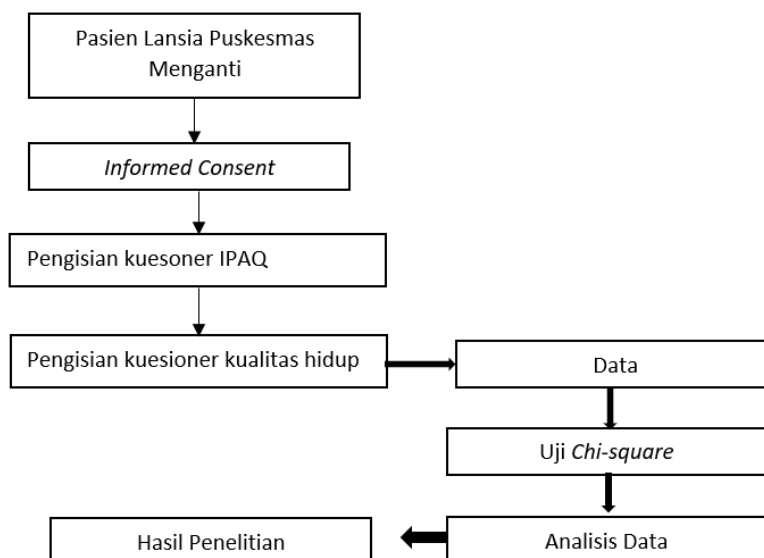 Pasien Lansia Puskesmas
Menganti
Informed Consent
Pengisian kuesoner IPAQ
Pengisian kuesioner kualitas hidup
Data
Uji Chi-square
Analisis Data
Hasil Penelitian